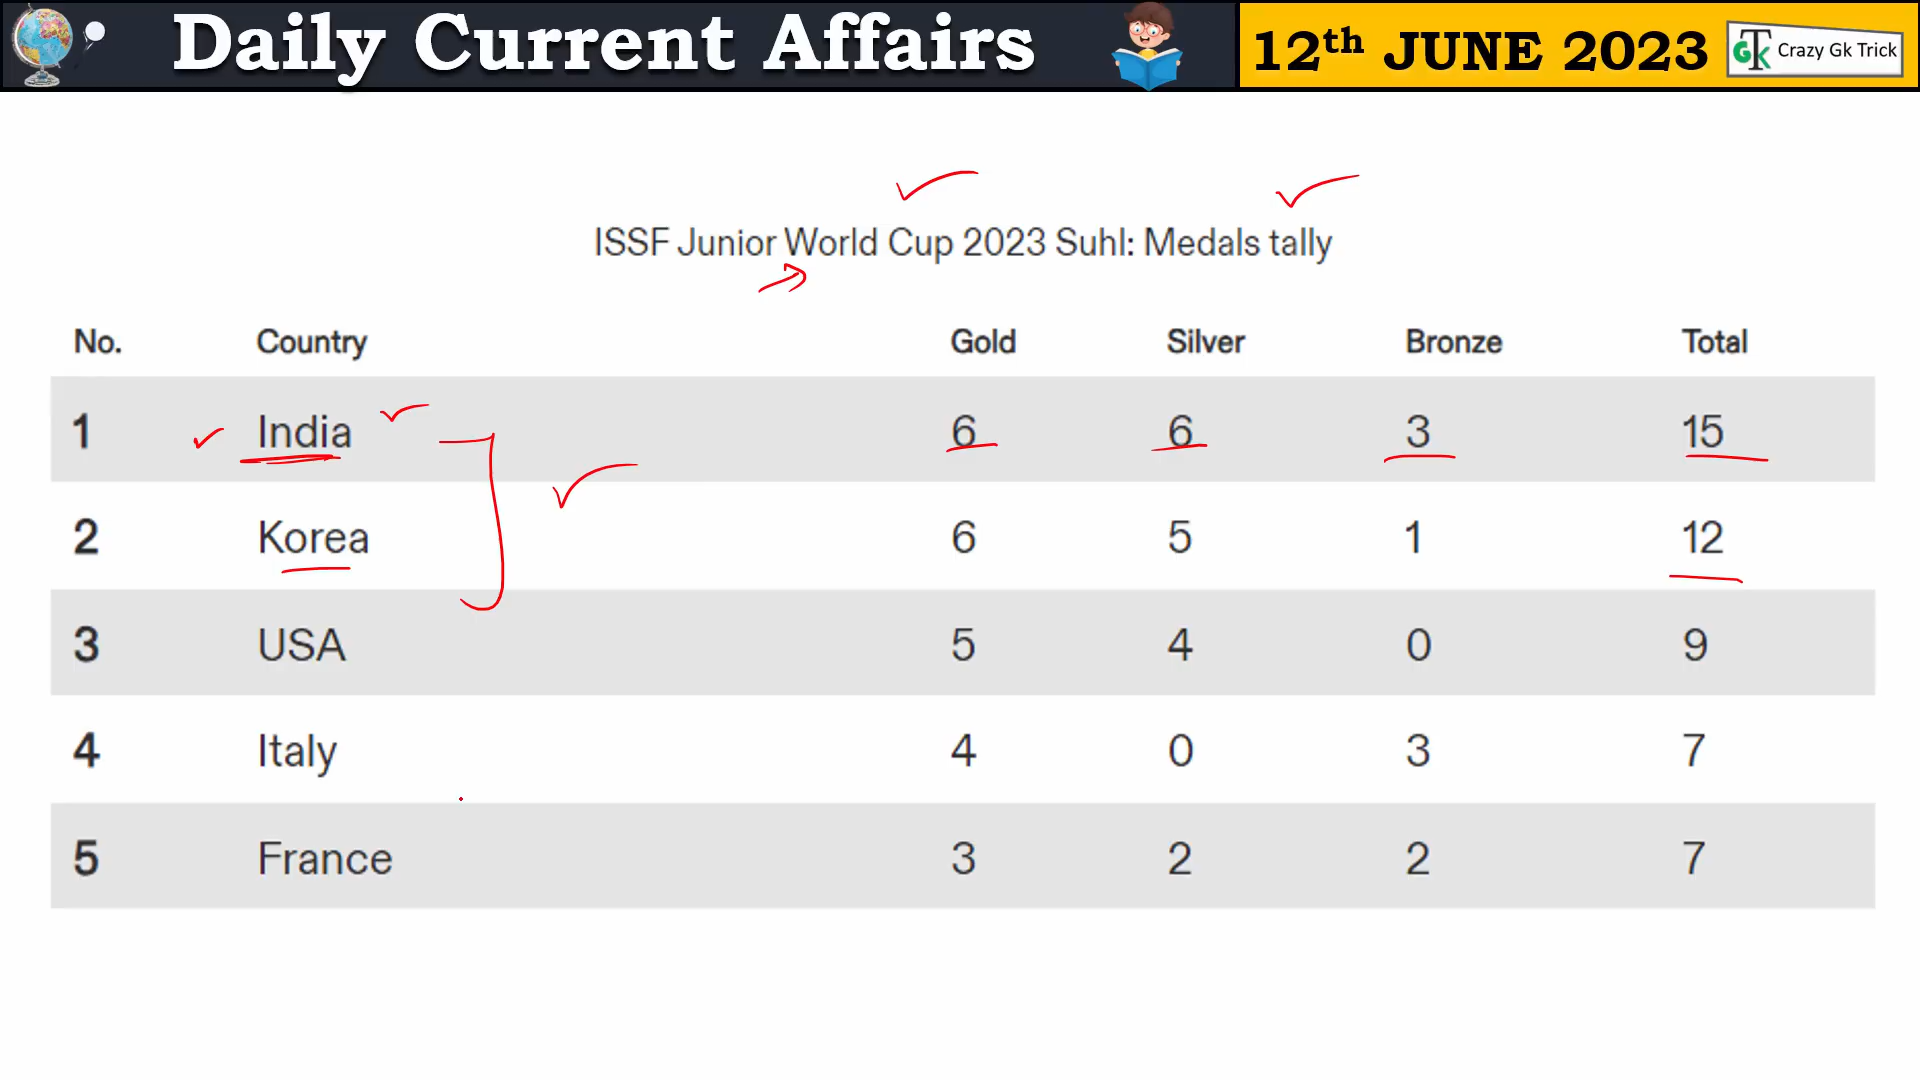 Daily Current Affairs
12th JUNE 2023
GTK Crazy Gk Trick
ISSF Junior World Cup 2023 Suhl: Medals tally
No. Country Gold Silver Bronze Total
1 India 6 6 3 15
2 Korea 6 5 1 12
3 USA 5 4 0 9
4 Italy 4 0 3 7
5 France 3 2 2 7